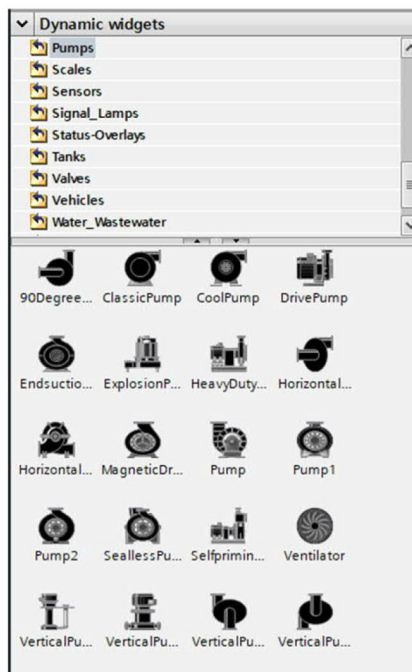 Dynamic widgets
Pumps
Scales
Sensors
Signal_Lamps
Status-Overlays
Tanks
Valves
Vehicles
Water_Wastewater
90Degree... ClassicPump CoolPump DrivePump
Endsuctio... ExplosionP... HeavyDuty... Horizontal...
Horizontal... MagneticDr... Pump Pump1
Pump2 SeallessPu... Selfprimin... Ventilator
VerticalPu... VerticalPu... VerticalPu... VerticalPu...